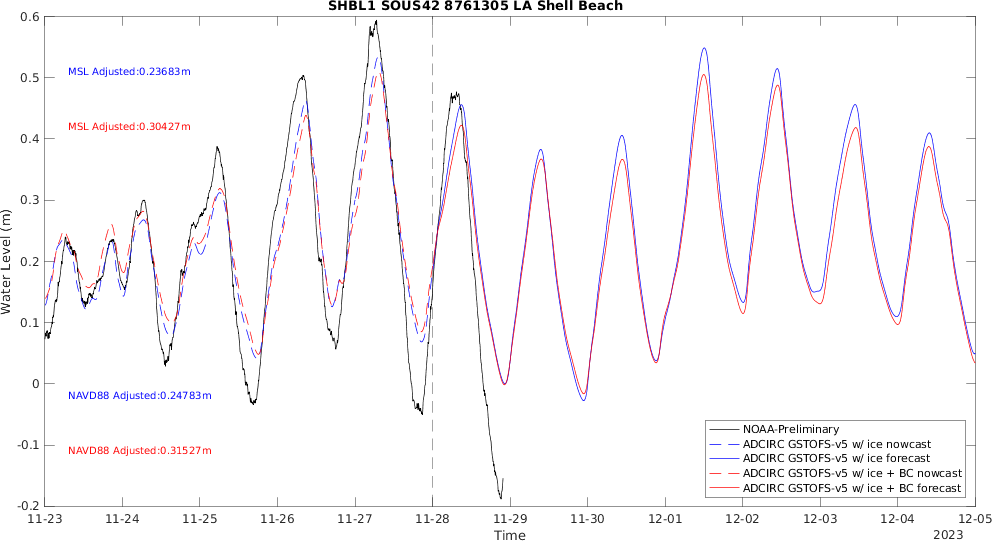 SHBL1 SOUS42 8761305 LA Shell Beach
0.6
0.5
0.4
0.3
0.2
0.1
0
-0.1
-0.2
Water Level (m)
MSL Adjusted:0.23683m
MSL Adjusted:0.30427m
NAVD88 Adjusted:0.24783m
NAVD88 Adjusted:0.31527m
NOAA-Preliminary
ADCIRC GSTOFS-v5 w/ ice nowcast
ADCIRC GSTOFS-v5 w/ ice forecast
ADCIRC GSTOFS-v5 w/ ice + BC nowcast
ADCIRC GSTOFS-v5 w/ ice + BC forecast
11-23 11-24 11-25 11-26 11-27 11-28 11-29 11-30 12-01 12-02 12-03 12-04 12-05
Time
2023